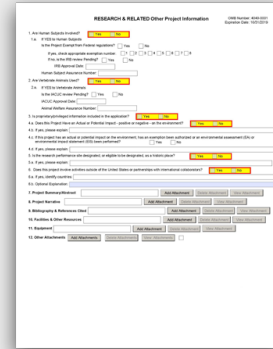 RESEARCH & RELATED Other Project Information
OMB Number: 4040-0001
Expiration Date: 10/31/2019
1. Are Human Subjects Involved? Yes No
1.a. If YES to Human Subjects
Is the Project Exempt from Federal regulations? Yes No
If yes, check appropriate exemption number. 1 2 3 4 5 6 7 8
If no, is the IRB review Pending? Yes No
IRB Approval Date:
Human Subject Assurance Number:
2. Are Vertebrate Animals Used? Yes No
2.a. If YES to Vertebrate Animals
Is the IACUC review Pending? Yes No
IACUC Approval Date:
Animal Welfare Assurance Number:
3. Is proprietary/privileged information included in the application? Yes No
4.a. Does this Project Have an Actual or Potential Impact - positive or negative - on the environment? Yes No
4.b. If yes, please explain:
4.c. If this project has an actual or potential impact on the environment, has an exemption been authorized or an environmental assessment (EA) or
environmental impact statement (EIS) been performed? Yes No
4.d. If yes, please explain:
5. Is the research performance site designated, or eligible to be designated, as a historic place? Yes No
5.a. If yes, please explain:
6. Does this project involve activities outside of the United States or partnerships with international collaborators? Yes No
6.a. If yes, identify countries:
6.b. Optional Explanation:
7. Project Summary/Abstract Add Attachment Delete Attachment View Attachment
8. Project Narrative Add Attachment Delete Attachment View Attachment
9. Bibliography & References Cited Add Attachment Delete Attachment View Attachment
10. Facilities & Other Resources Add Attachment Delete Attachment View Attachment
11. Equipment Add Attachment Delete Attachment View Attachment
12. Other Attachments Add Attachments Delete Attachments View Attachments